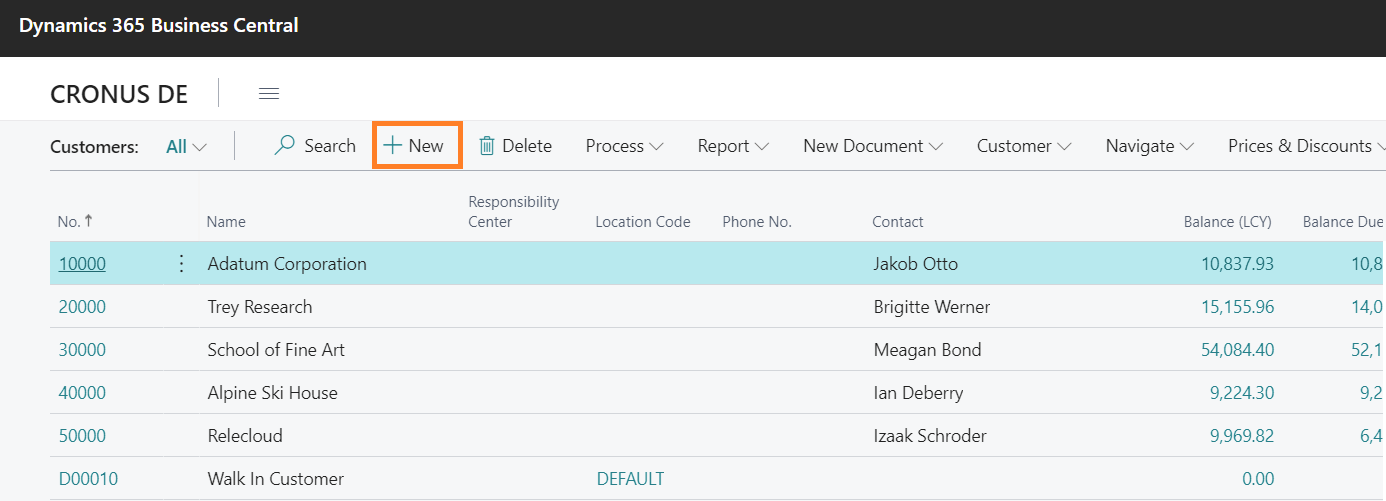 Dynamics 365 Business Central
CRONUS DE
Customers: All Search New Delete Process Report New Document Customer Navigate Prices & Discounts
No. ↑ Name Responsibility Center Location Code Phone No. Contact Balance (LCY) Balance Due
10000 Adatum Corporation Jakob Otto 10,837.93 10,8
20000 Trey Research Brigitte Werner 15,155.96 14,0
30000 School of Fine Art Meagan Bond 54,084.40 52,1
40000 Alpine Ski House Ian Deberry 9,224.30 9,2
50000 Relecloud Izaak Schroder 9,969.82 6,4
D00010 Walk In Customer DEFAULT 0.00